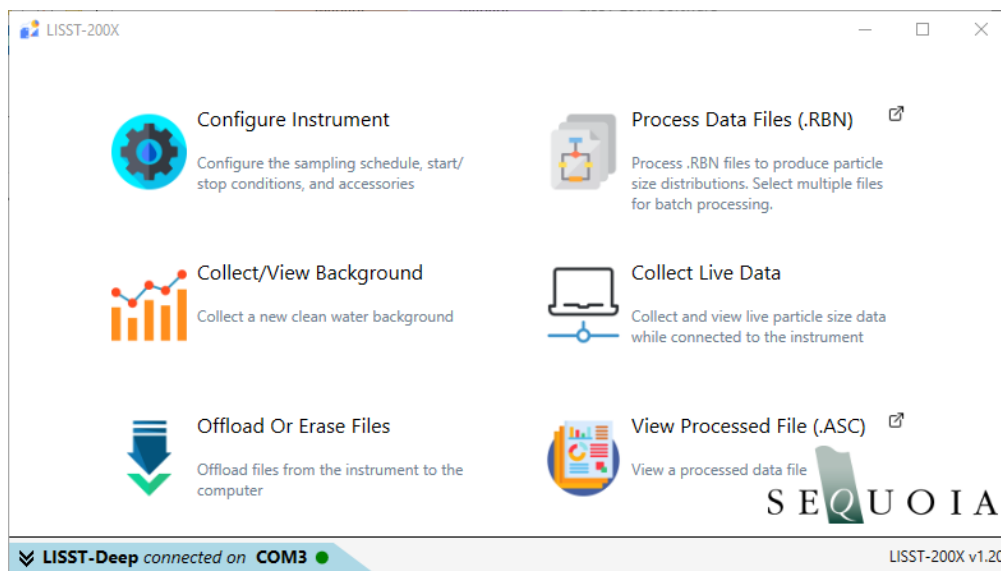 LISST-200X
Configure Instrument
Configure the sampling schedule, start/
stop conditions, and accessories
Process Data Files (.RBN)
Process .RBN files to produce particle
size distributions. Select multiple files
for batch processing.
Collect/View Background
Collect a new clean water background
Collect Live Data
Collect and view live particle size data
while connected to the instrument
Offload Or Erase Files
Offload files from the instrument to the
computer
View Processed File (.ASC)
View a processed data file
SEQUOIA
LISST-Deep connected on COM3
LISST-200X v1.20